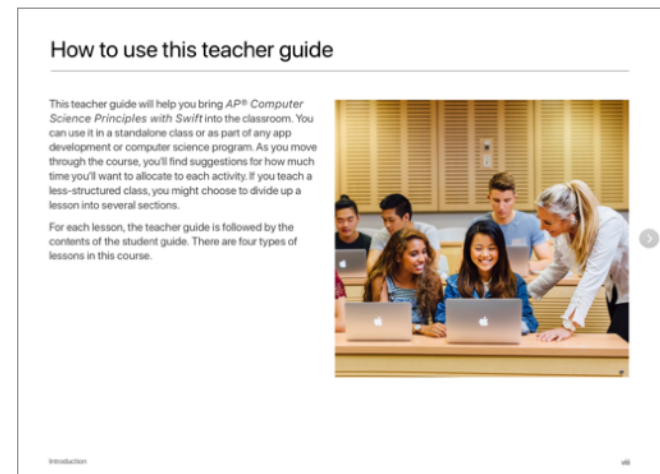 How to use this teacher guide
This teacher guide will help you bring AP® Computer
Science Principles with Swift into the classroom. You
can use it in a standalone class or as part of any app
development or computer science program. As you move
through the course, you'll find suggestions for how much
time you'll want to allocate to each activity. If you teach a
less-structured class, you might choose to divide up a
lesson into several sections.
For each lesson, the teacher guide is followed by the
contents of the student guide. There are four types of
lessons in this course.
Introduction
viii